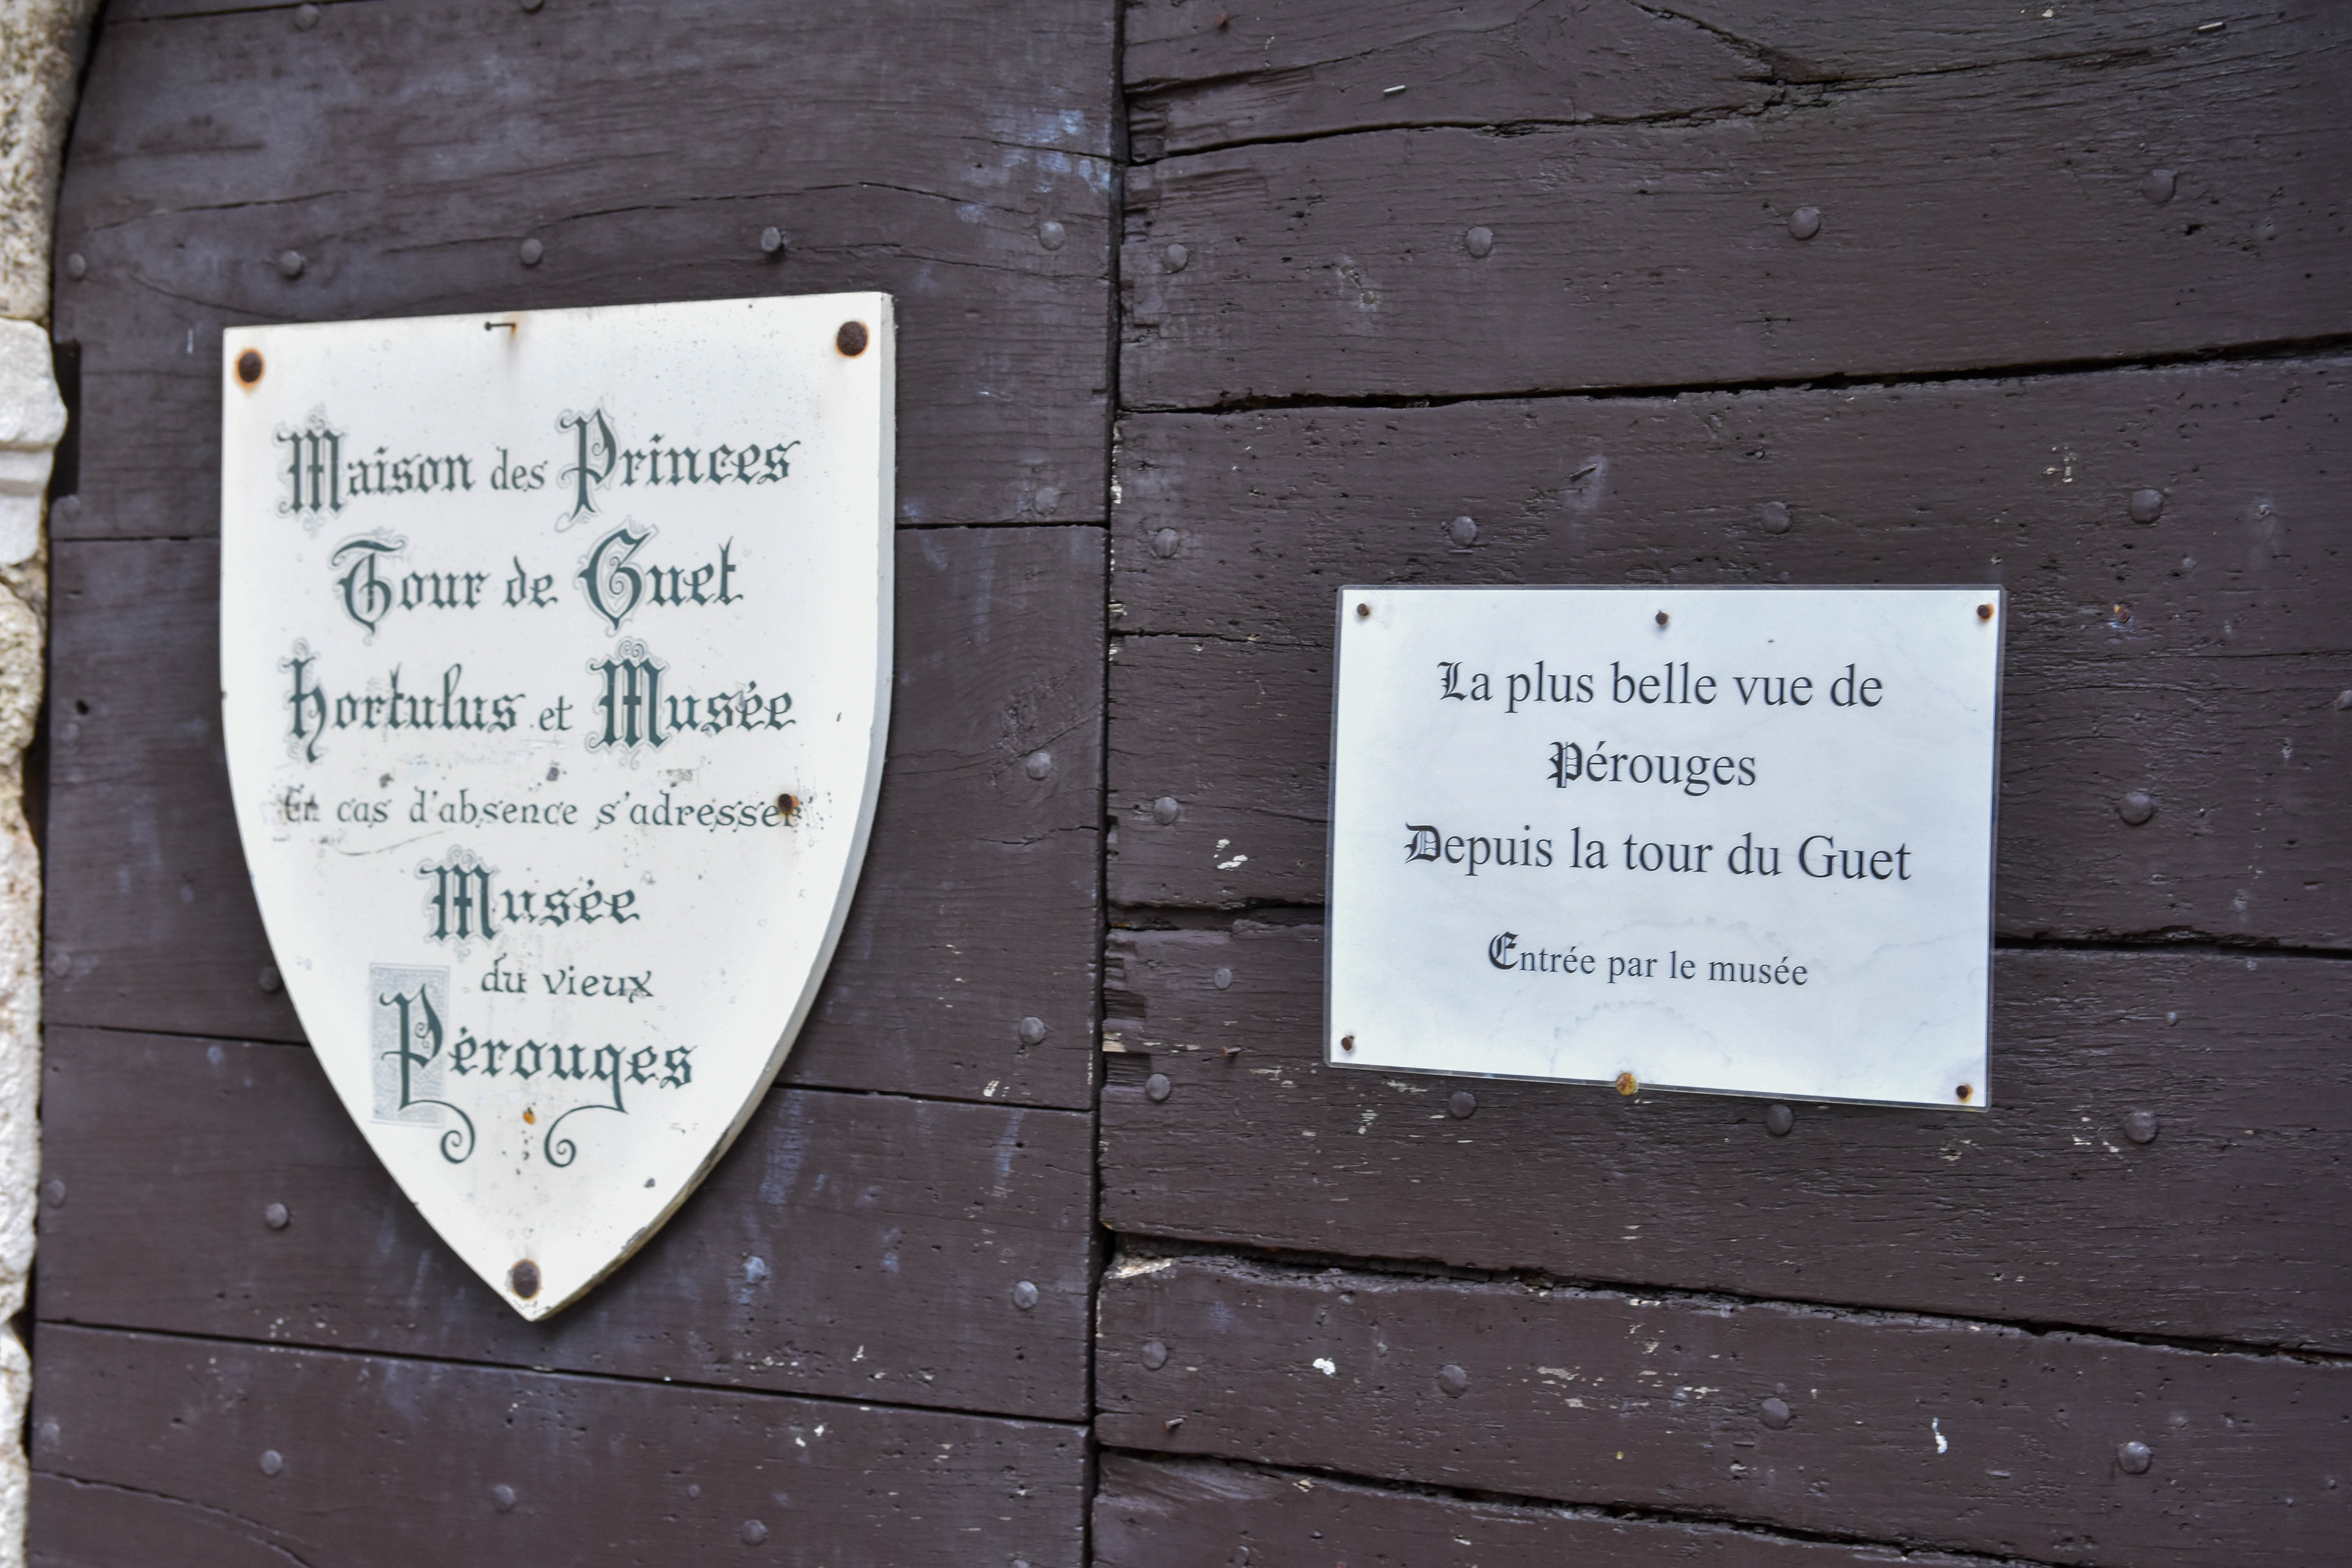 Maison des Princes
Tour de Guet
Hortulus et Musée
En cas d'absence s'adresser
Musée
du vieux
Pérouges
La plus belle vue de
Pérouges
Depuis la tour du Guet
Entrée par le musée